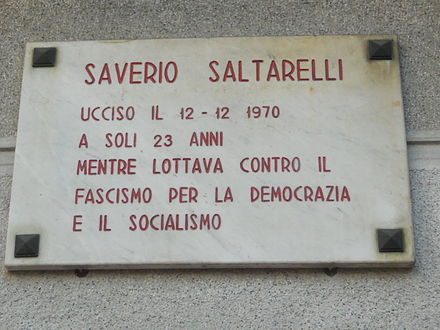 SAVERIO SALTARELLI
UCCISO IL 12-12 1970
A SOLI 23 ANNI
MENTRE LOTTAVA CONTRO IL
FASCISMO PER LA DEMOCRAZIA
E IL SOCIALISMO